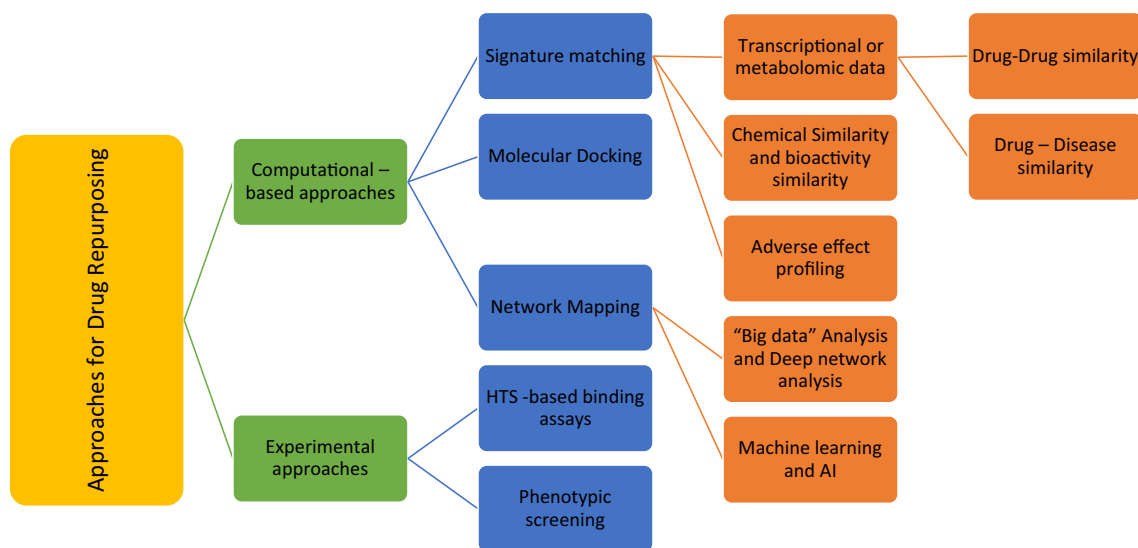 Approaches for Drug Repurposing
Computational –
based approaches
Experimental
approaches
Signature matching
Molecular Docking
Network Mapping
HTS -based binding
assays
Phenotypic
screening
Transcriptional or
metabolomic data
Chemical Similarity
and bioactivity
similarity
Adverse effect
profiling
“Big data” Analysis
and Deep network
analysis
Machine learning
and AI
Drug-Drug similarity
Drug – Disease
similarity